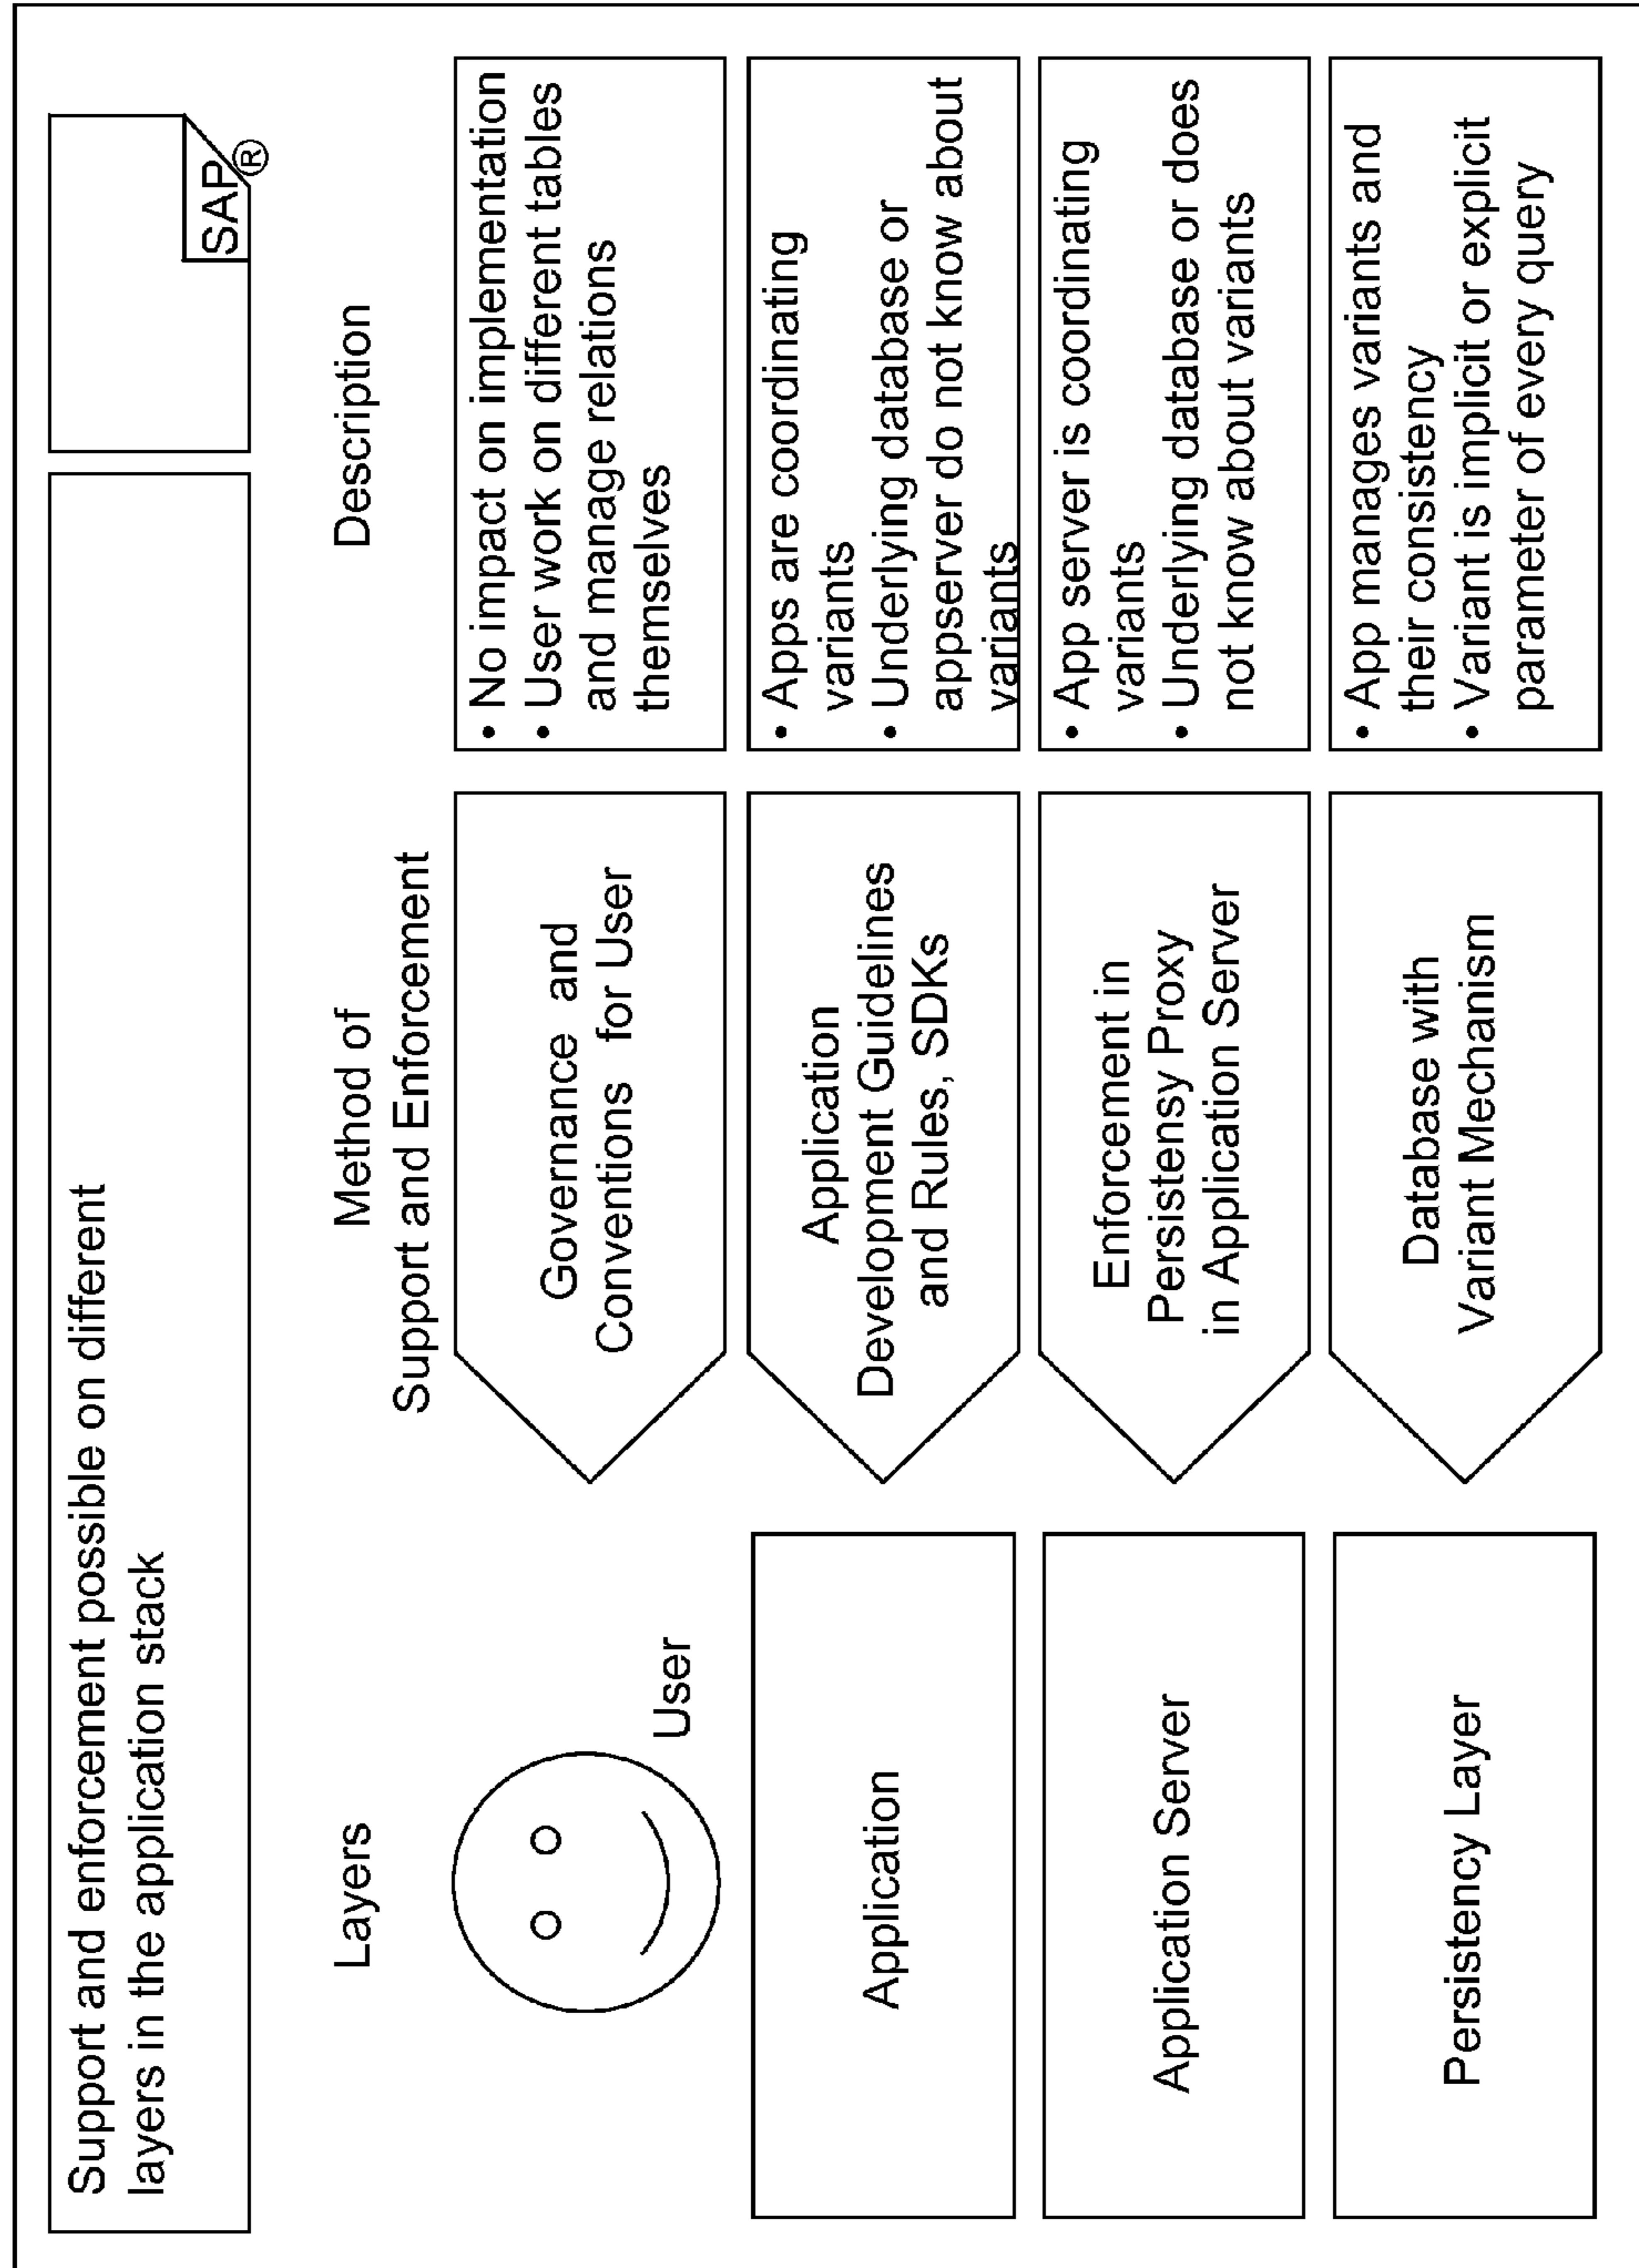 Support and enforcement possible on different
layers in the application stack
SAP®
Layers
Method of
Support and Enforcement
Description
User
Governance and
Conventions for User
• No impact on implementation
• User work on different tables
and manage relations
themselves
Application
Application
Development Guidelines
and Rules, SDKs
• Apps are coordinating
variants
• Underlying database or
appserver do not know about
variants
Application Server
Enforcement in
Persistensy Proxy
in Application Server
• App server is coordinating
variants
• Underlying database or does
not know about variants
Persistency Layer
Database with
Variant Mechanism
• App manages variants and
their consistency
• Variant is implicit or explicit
parameter of every query